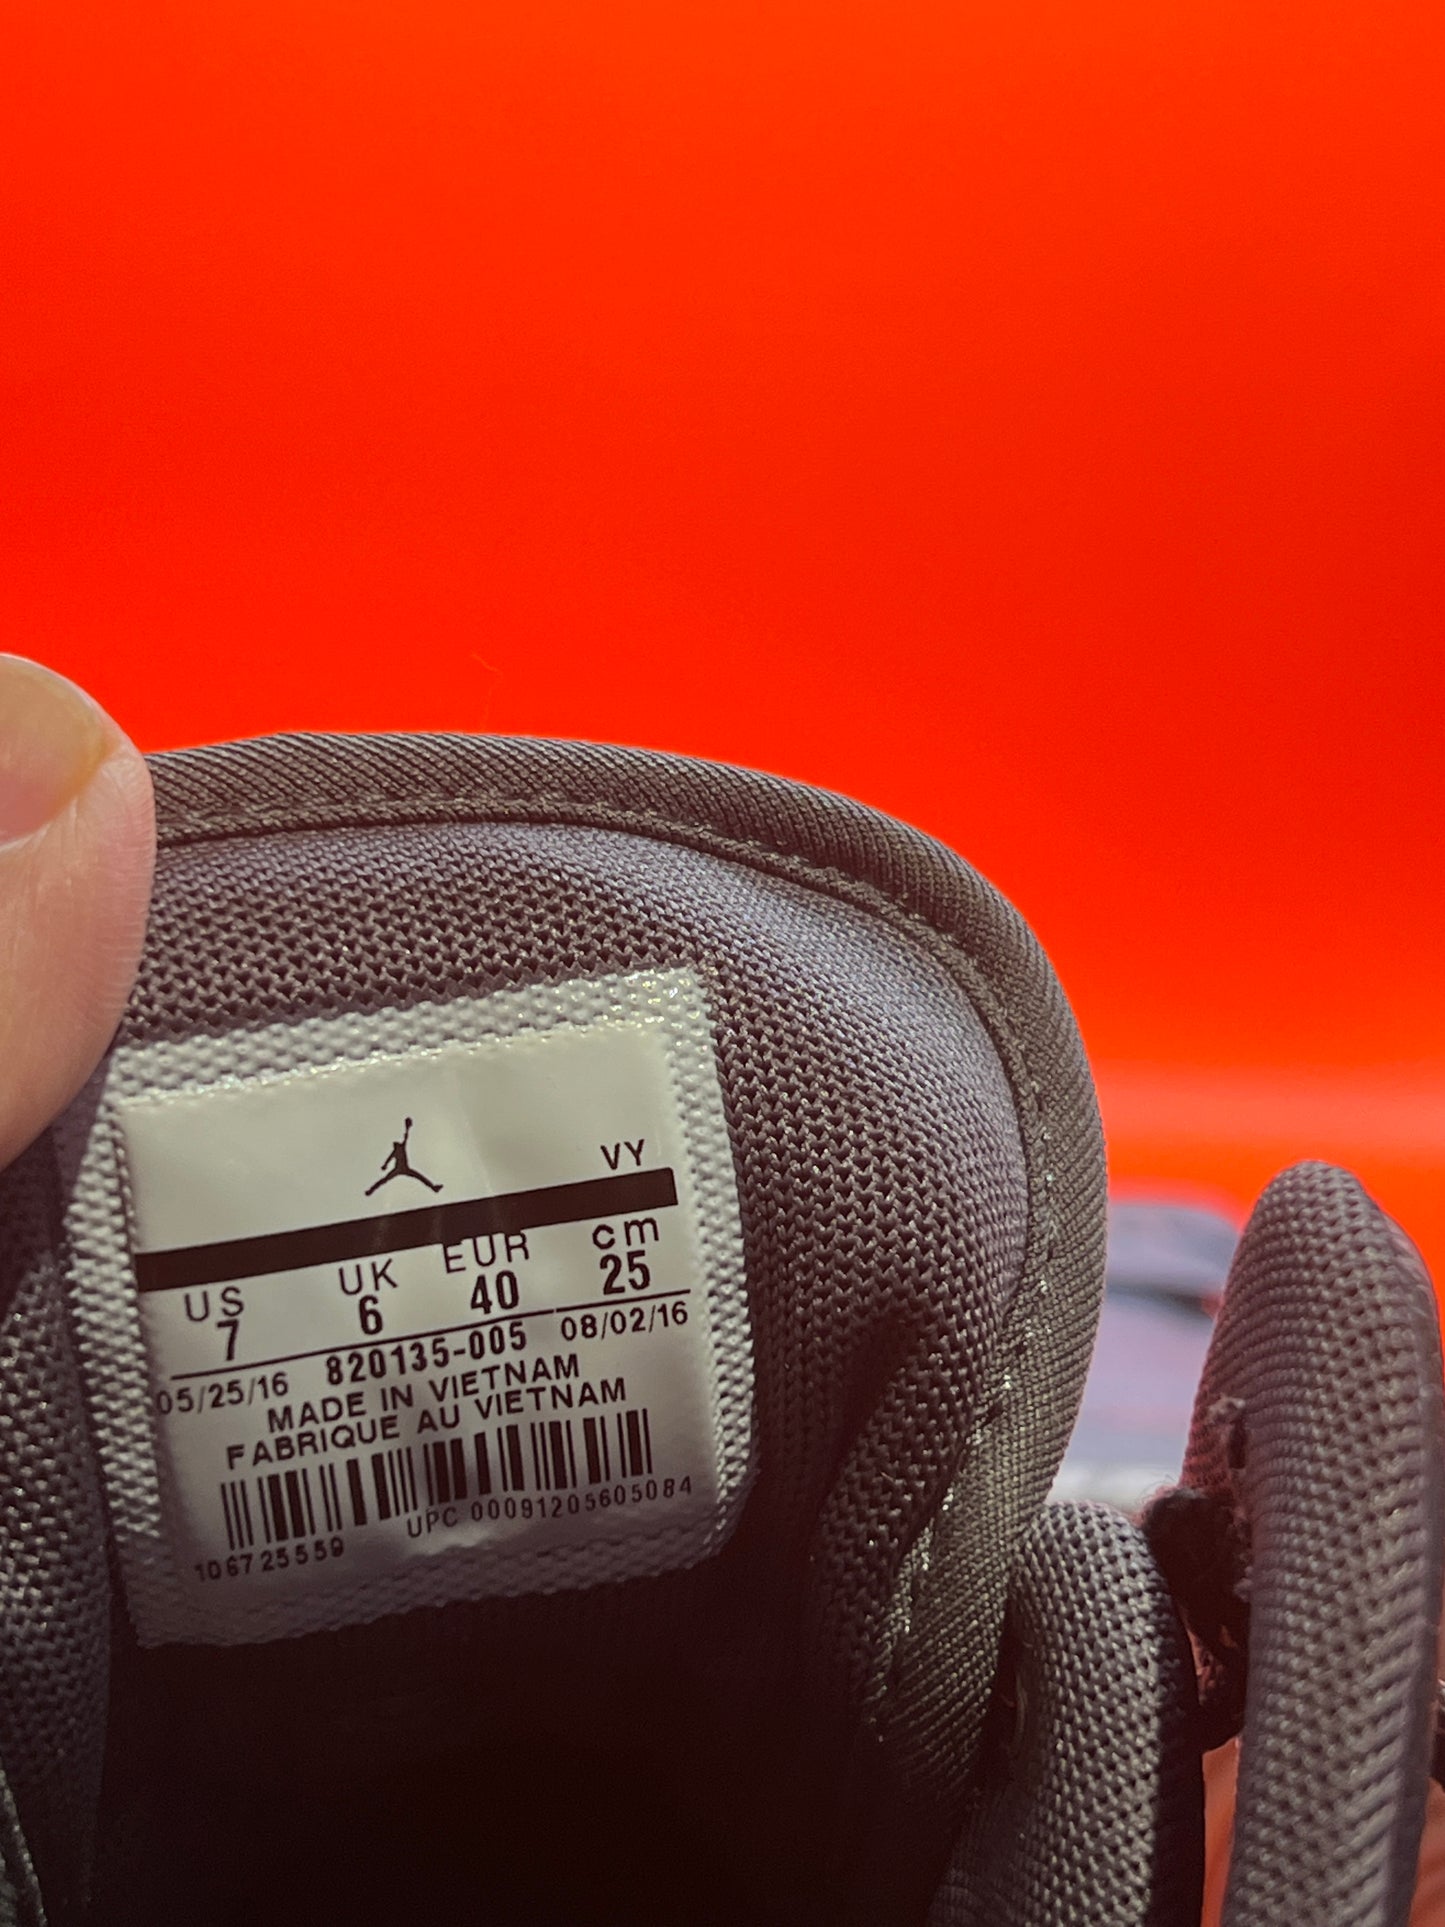 VY
US UK EUR cm
7 6 40 25
05/25/16 820135-005 08/02/16
MADE IN VIETNAM
FABRIQUE AU VIETNAM
106725559 UPC 00091205605084